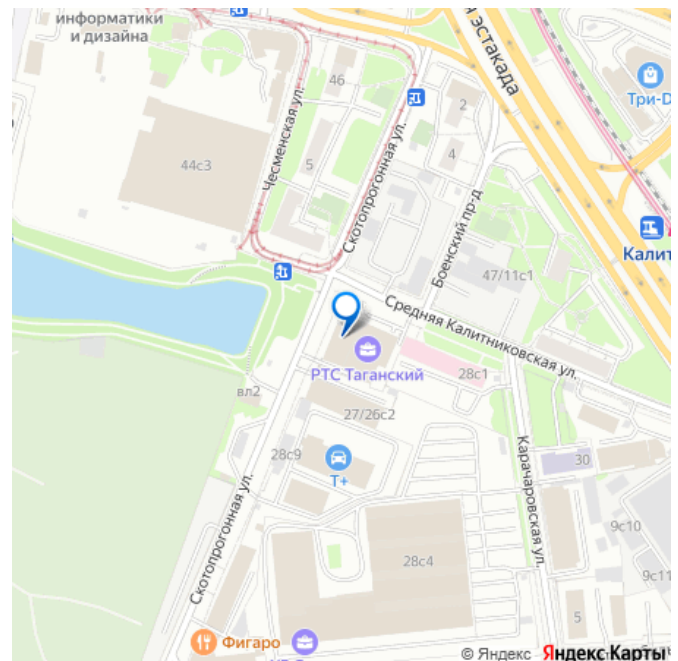 информатики
и дизайна
эстакада
46
2
Три-D
Чесменская ул.
44с3
5
4
Скотопрогонная ул.
Боенский пр-д
Калит
47/11с1
Средняя Калитниковская ул.
РТС Таганский
28с1
вл2
27/26с2
28с9
Т+
30
Карачаровская ул.
Скотопрогонная ул.
9с10
28с4
9с11
5
Фигаро
© Яндекс Яндекс Карты